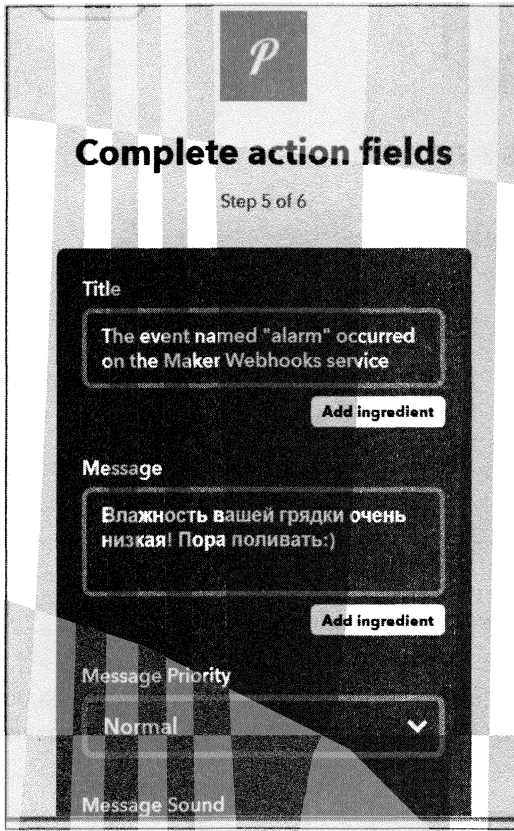 P
Complete action fields
Step 5 of 6
Title
The event named "alarm" occurred
on the Maker Webhooks service
Add ingredient
Message
Влажность вашей грядки очень
низкая! Пора поливать:)
Add ingredient
Message Priority
Normal
Message Sound